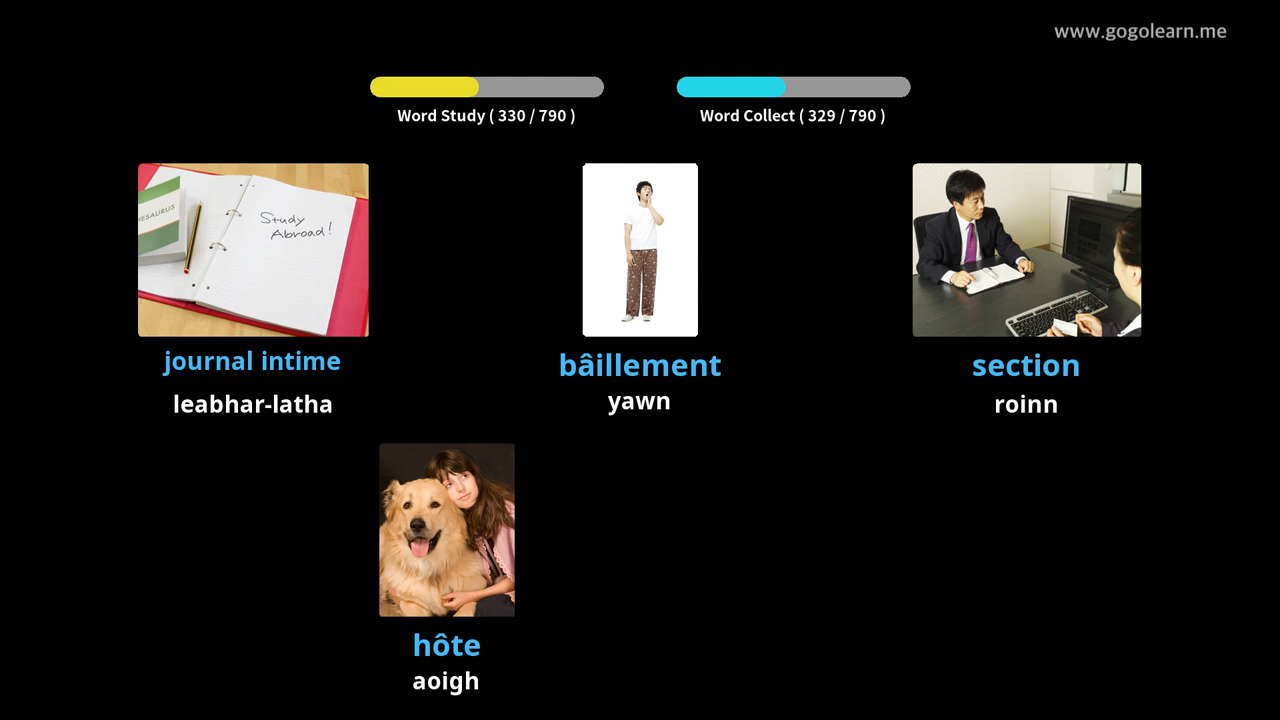 www.gogolearn.me
Word Study ( 330 / 790 )
Word Collect ( 329 / 790 )
HESAURUS
Study
Abroad!
journal intime
leabhar-latha
bâillement
yawn
section
roinn
hôte
aoigh